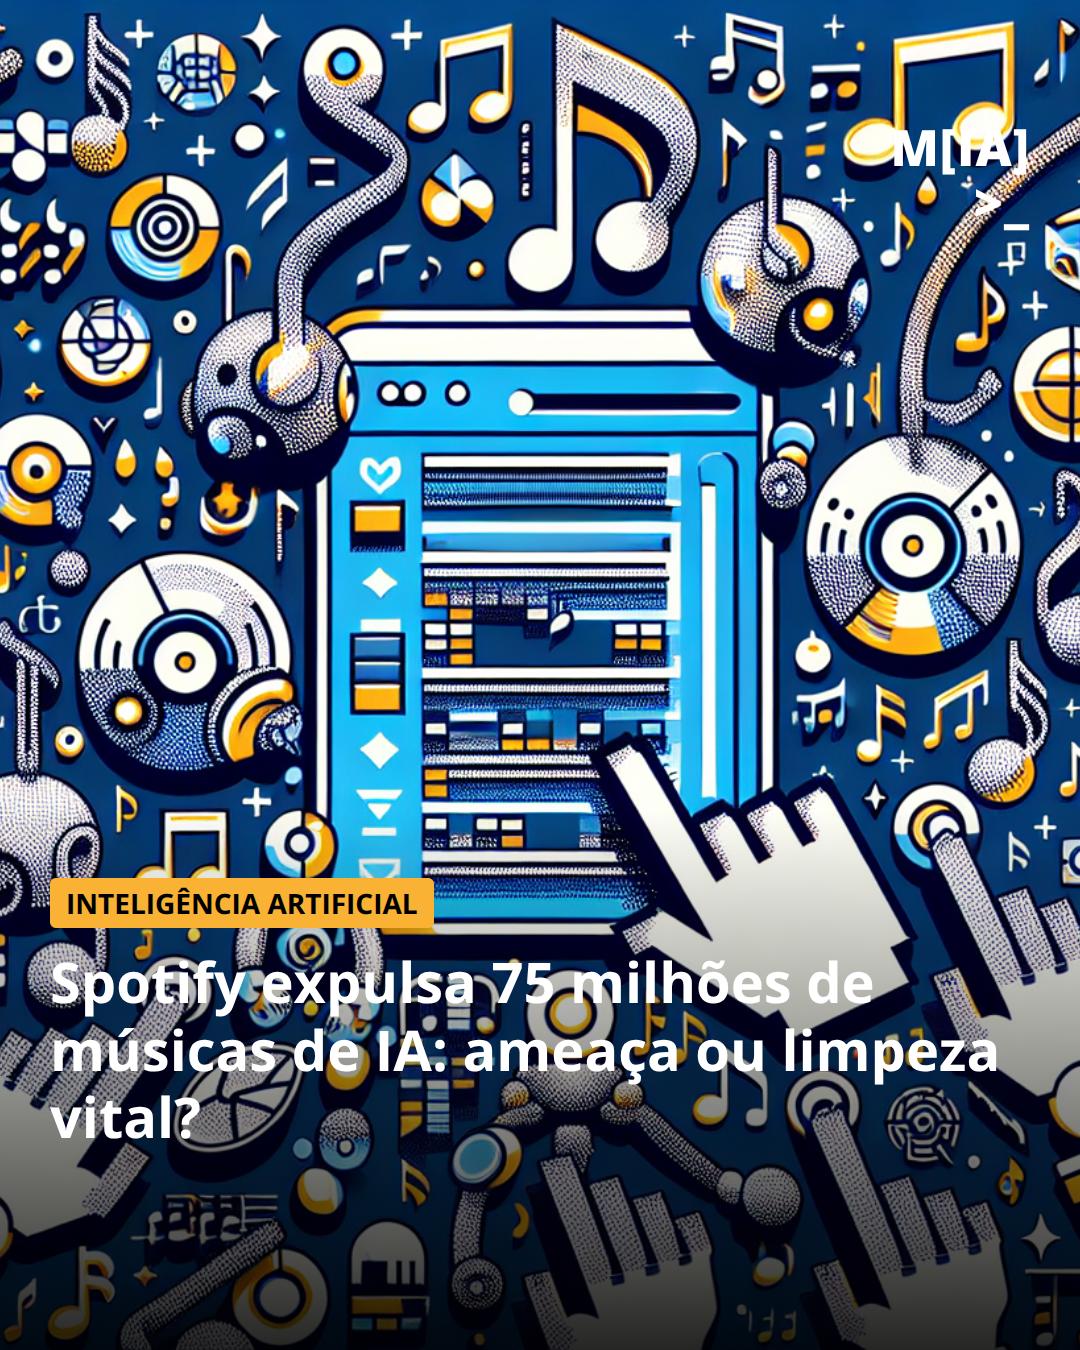 M[IA]
>_
INTELIGÊNCIA ARTIFICIAL
Spotify expulsa 75 milhões de
músicas de IA: ameaça ou limpeza
vital?